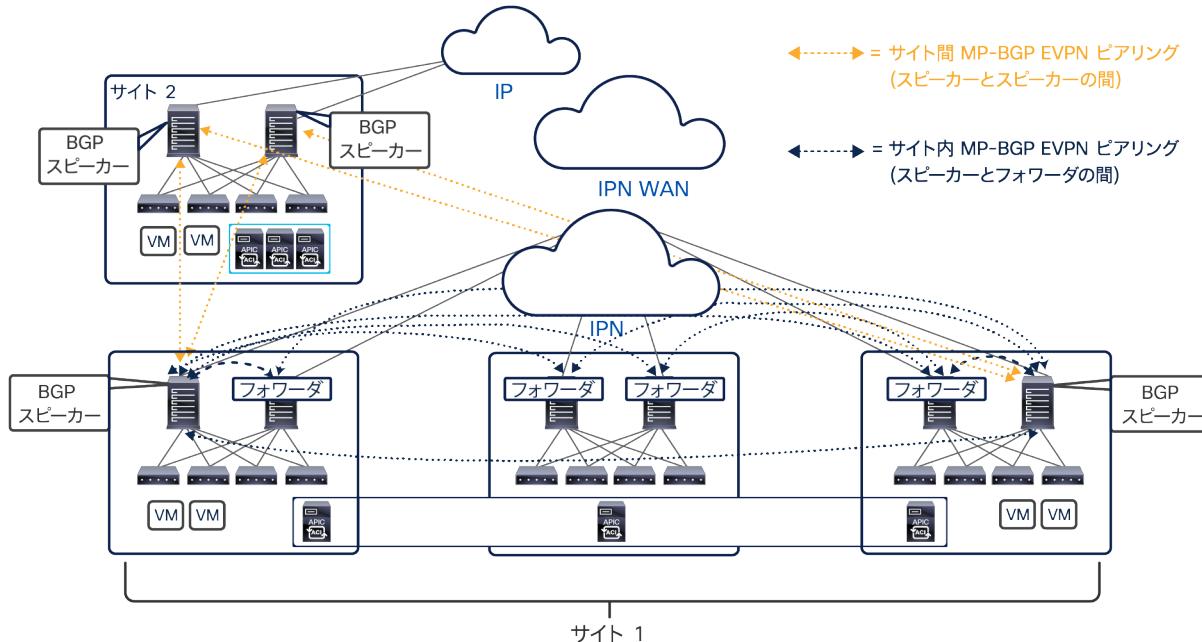 IP
= サイト間 MP-BGP EVPN ピアリング
(スピーカーとスピーカーの間)
サイト 2
BGP
スピーカー
BGP
スピーカー
= サイト内 MP-BGP EVPN ピアリング
(スピーカーとフォワーダの間)
IPN WAN
VM
VM
APIC
ACI
APIC
ACI
APIC
ACI
IPN
BGP
スピーカー
フォワーダ
フォワーダ
フォワーダ
フォワーダ
BGP
スピーカー
VM
VM
APIC
ACI
APIC
ACI
APIC
ACI
VM
VM
サイト 1